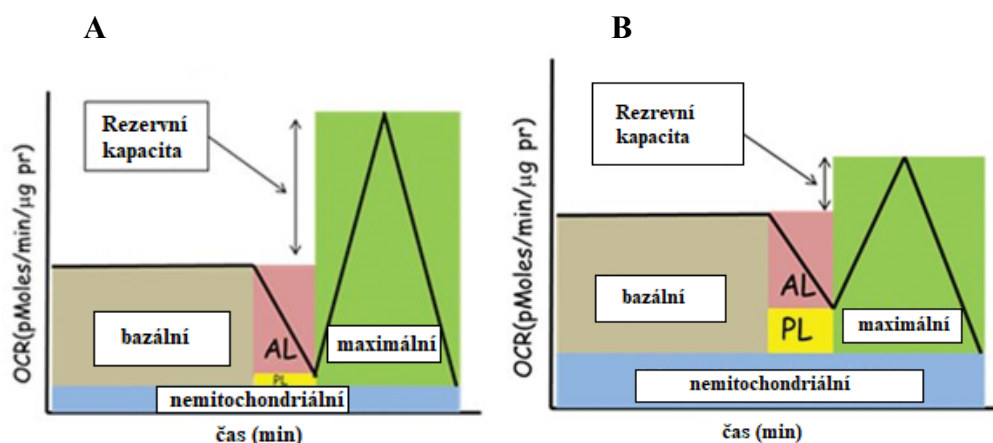 A
B
Rezervní
kapacita
Rezrevní
kapacita
OCR(pMoles/min/µg pr)
bazální
AL
PL
maximální
nemitochondriální
čas (min)
OCR(pMoles/min/µg pr)
bazální
AL
PL
maximální
nemitochondriální
čas (min)